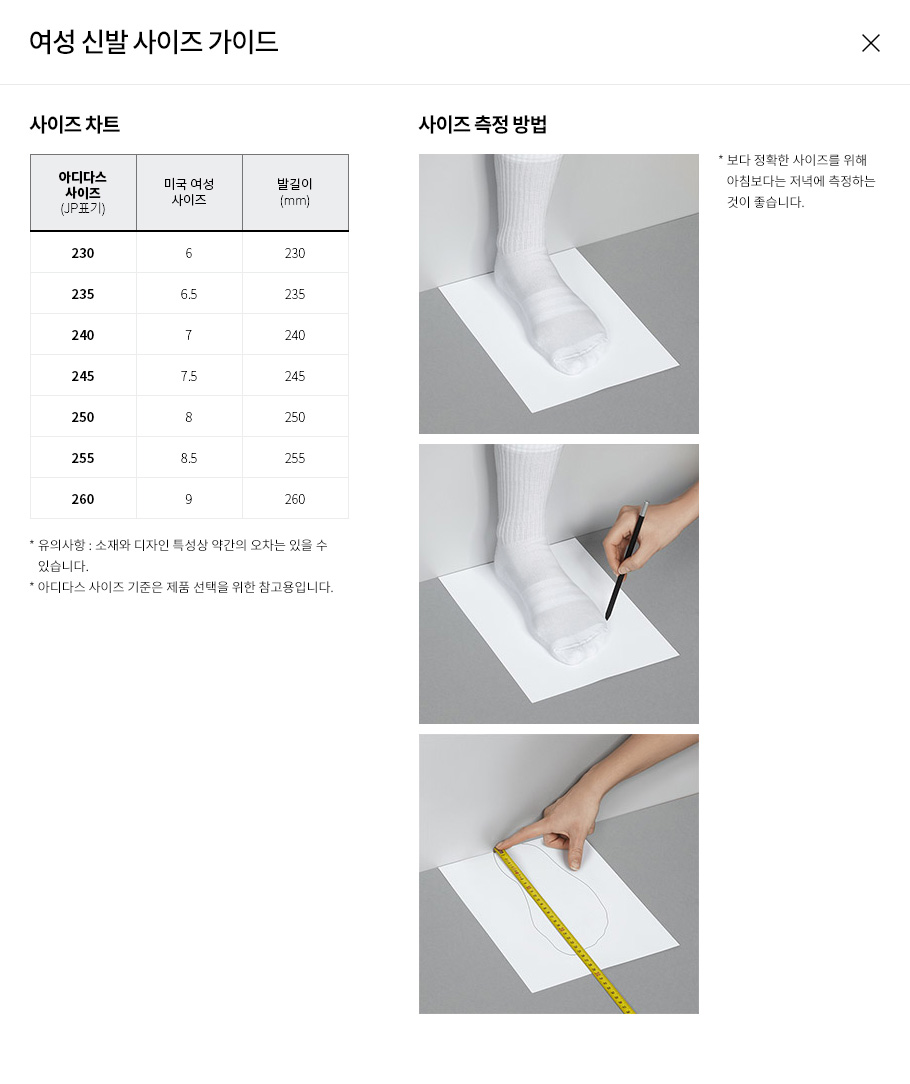 여성 신발 사이즈 가이드
사이즈 차트
아디다스
사이즈
(JP표기)
미국 여성
사이즈
발길이
(mm)
230 6 230
235 6.5 235
240 7 240
245 7.5 245
250 8 250
255 8.5 255
260 9 260
* 유의사항 : 소재와 디자인 특성상 약간의 오차는 있을 수
있습니다.
* 아디다스 사이즈 기준은 제품 선택을 위한 참고용입니다.
사이즈 측정 방법
* 보다 정확한 사이즈를 위해
아침보다는 저녁에 측정하는
것이 좋습니다.